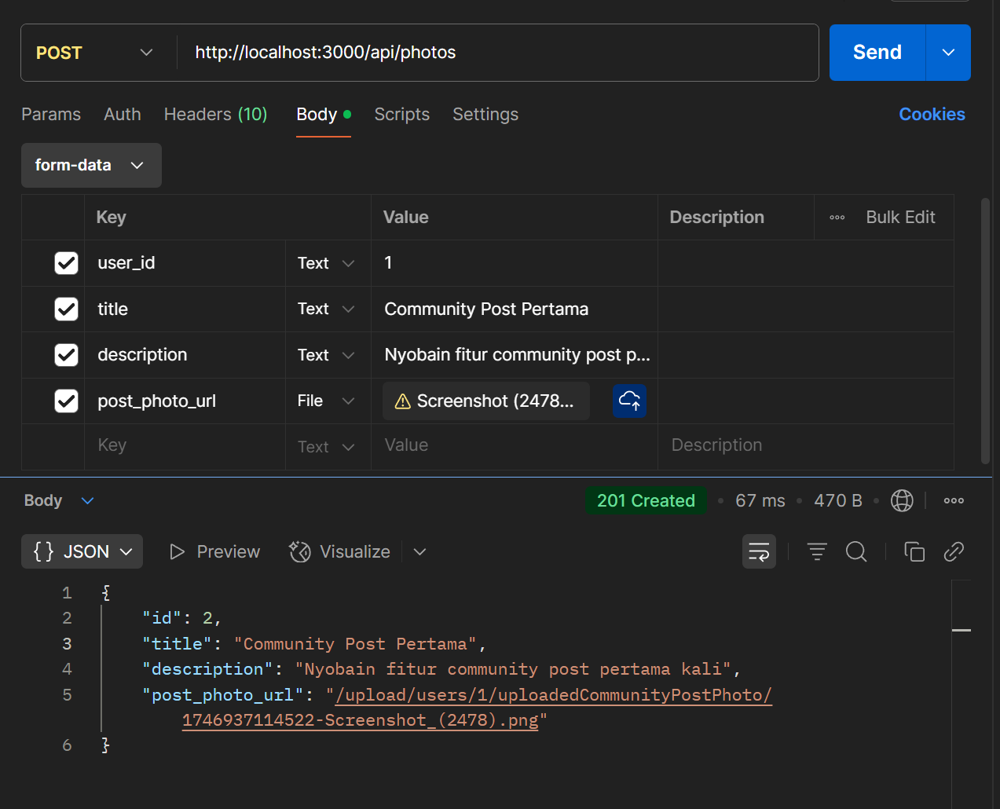 POST http://localhost:3000/api/photos Send
Params Auth Headers (10) Body Scripts Settings Cookies
form-data
Key Value Description Bulk Edit
user_id Text 1
title Text Community Post Pertama
description Text Nyobain fitur community post p...
post_photo_url File Screenshot (2478...
Key Text Value Description
Body 201 Created • 67 ms • 470 B •
{} JSON Preview Visualize
1 {
2 "id": 2,
3 "title": "Community Post Pertama",
4 "description": "Nyobain fitur community post pertama kali",
5 "post_photo_url": "/upload/users/1/uploadedCommunityPostPhoto/
1746937114522-Screenshot_(2478).png"
6 }